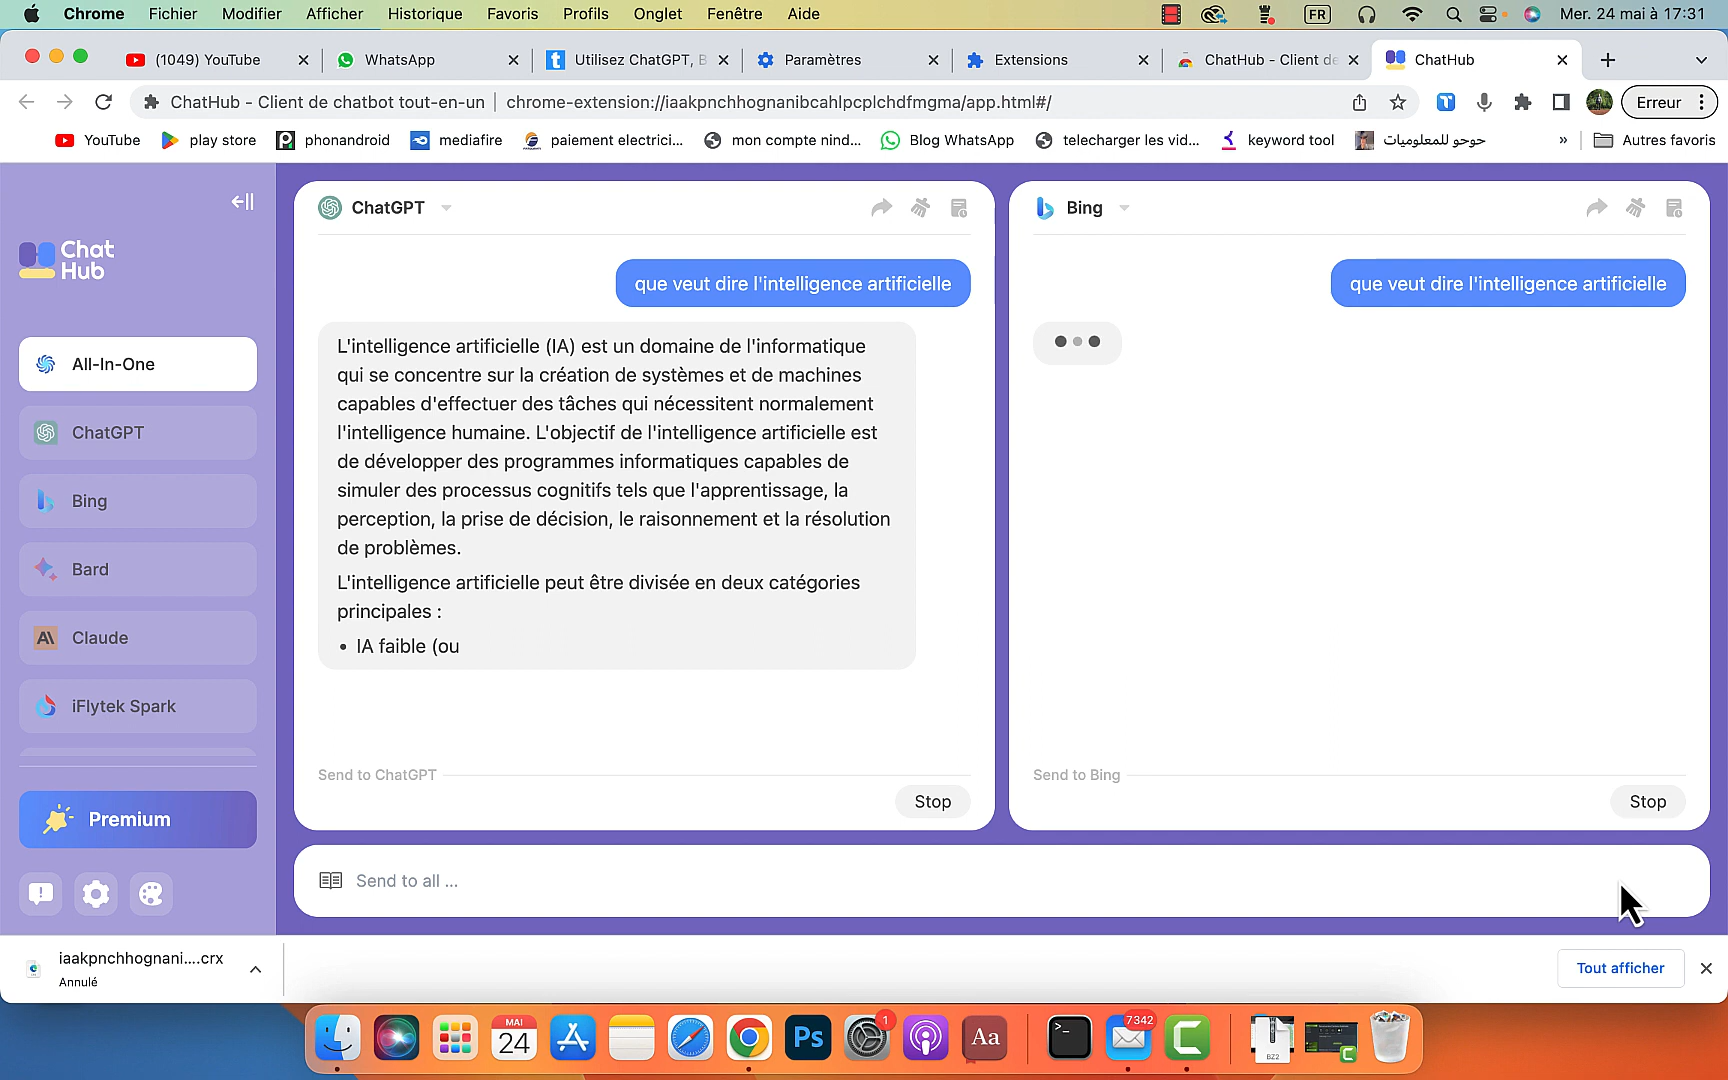 Chrome Fichier Modifier Afficher Historique Favoris Profils Onglet Fenêtre Aide FR Mer. 24 mai à 17:31
(1049) YouTube WhatsApp Utilisez ChatGPT, B Paramètres Extensions ChatHub - Client de ChatHub
ChatHub - Client de chatbot tout-en-un chrome-extension://iaakpnchhognanibcahlpcplchdfmgma/app.html#/ Erreur
YouTube play store phonandroid mediafire paiement electrici... mon compte nind... Blog WhatsApp telecharger les vid... keyword tool حوحو للمعلوميات » Autres favoris
Chat
Hub
All-In-One
ChatGPT
Bing
Bard
Claude
iFlytek Spark
Premium
ChatGPT
que veut dire l'intelligence artificielle
L'intelligence artificielle (IA) est un domaine de l'informatique
qui se concentre sur la création de systèmes et de machines
capables d'effectuer des tâches qui nécessitent normalement
l'intelligence humaine. L'objectif de l'intelligence artificielle est
de développer des programmes informatiques capables de
simuler des processus cognitifs tels que l'apprentissage, la
perception, la prise de décision, le raisonnement et la résolution
de problèmes.
L'intelligence artificielle peut être divisée en deux catégories
principales :
• IA faible (ou
Send to ChatGPT
Stop
Bing
que veut dire l'intelligence artificielle
Send to Bing
Stop
Send to all ...
iaakpnchhognani....crx
Annulé
Tout afficher
MAI
24
Ps
1
Aa
>_
7342
C
BZ2